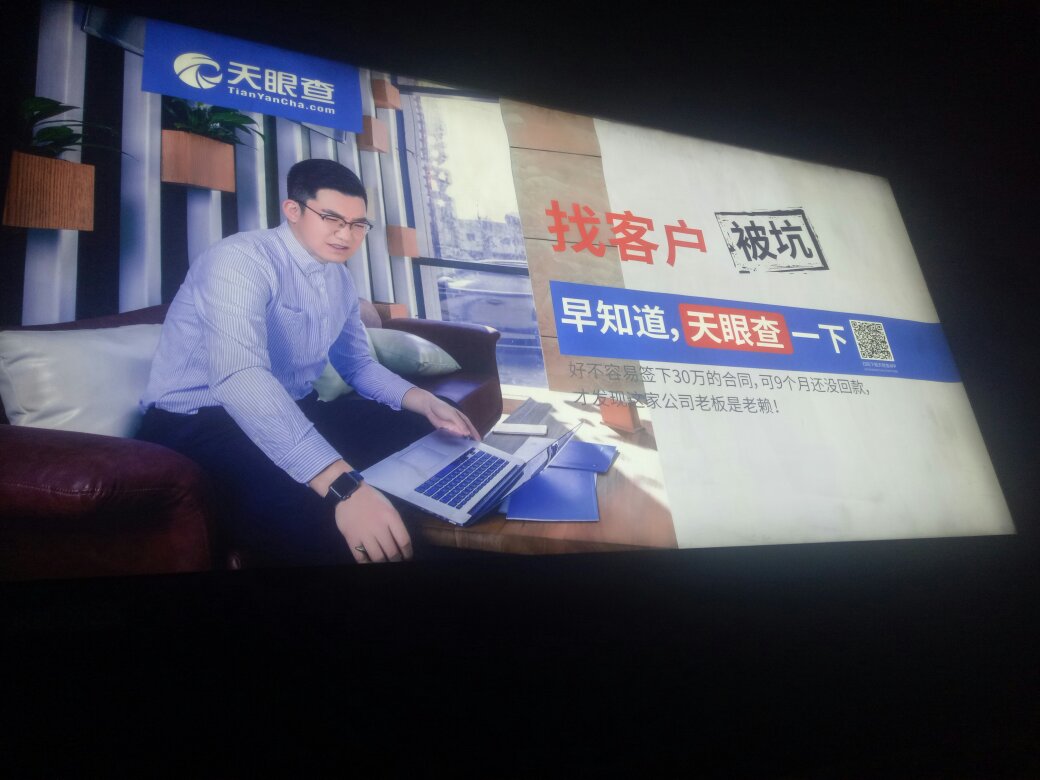 天眼查
TianYanCha.com
找客户 被坑
早知道,天眼查一下
好不容易签下30万的合同,可9个月还没回款,
才发现这家公司老板是老赖!